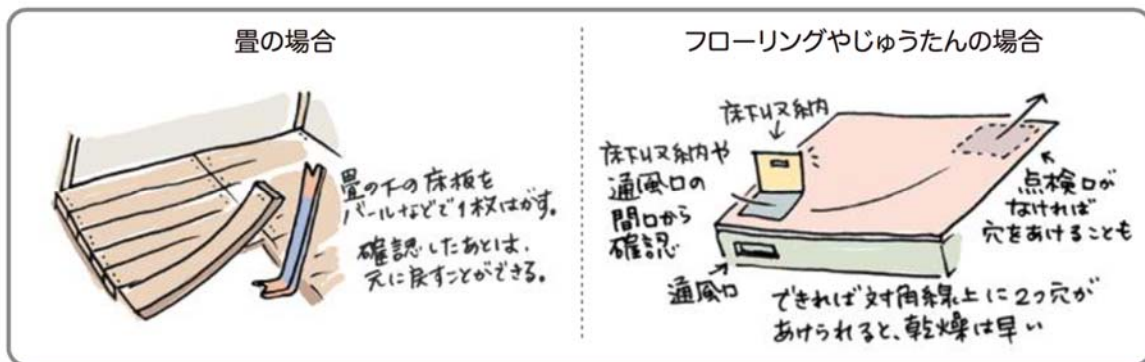 畳の場合
畳の下の床板を
バールなどで1枚はがす。
確認したあとは、
元に戻すことができる。
フローリングやじゅうたんの場合
床下収納
床下収納や
通風口の
間口から
確認
通風口
点検口が
なければ
穴をあけることも
できれば対角線上に2つ穴が
あけられると、乾燥は早い